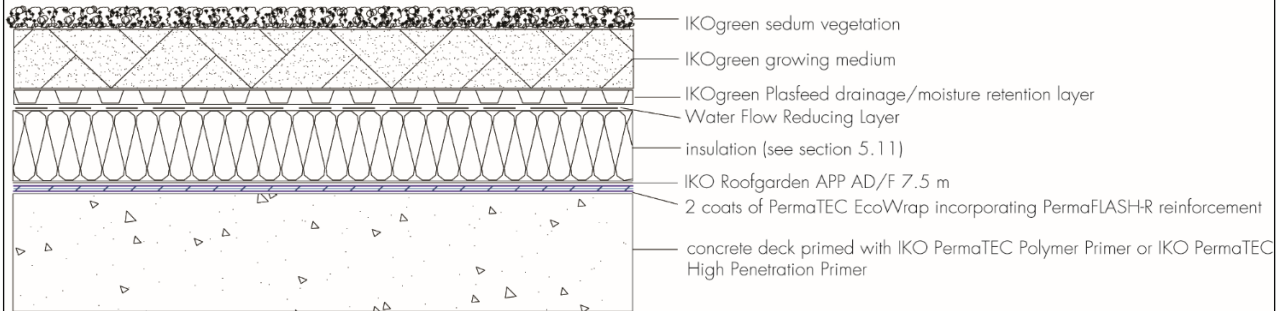 IKOgreen sedum vegetation
IKOgreen growing medium
IKOgreen Plasfeed drainage/moisture retention layer
Water Flow Reducing Layer
insulation (see section 5.11)
IKO Roofgarden APP AD/F 7.5 m
2 coats of PermaTEC EcoWrap incorporating PermaFLASH-R reinforcement
concrete deck primed with IKO PermaTEC Polymer Primer or IKO PermaTEC
High Penetration Primer